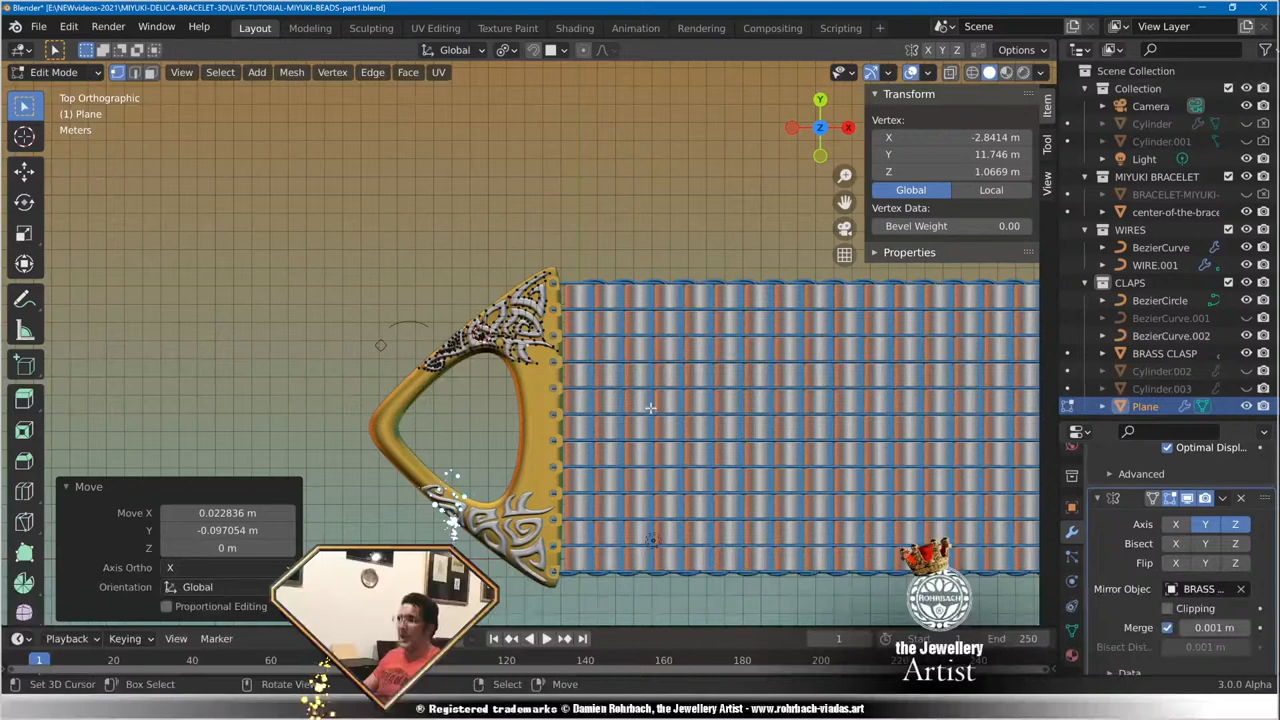 Blender* [E:\NEWvideos-2021\MIYUKI-DELICA-BRACELET-3D\LIVE-TUTORIAL-MIYUKI-BEADS-part1.blend]
File Edit Render Window Help Layout Modeling Sculpting UV Editing Texture Paint Shading Animation Rendering Compositing Scripting Scene View Layer
Global X Y Z Options
Edit Mode View Select Add Mesh Vertex Edge Face UV
Top Orthographic
(1) Plane
Meters
Y
Z
X
Transform
Vertex:
X -2.8414 m
Y 11.746 m
Z 1.0669 m
Global Local
Vertex Data:
Bevel Weight 0.00
Properties
Item
Tool
View
Scene Collection
Collection
Camera
Cylinder
Cylinder.001
Light
MIYUKI BRACELET
BRACELET-MIYUKI-
center-of-the-brace
WIRES
BezierCurve
WIRE.001
CLAPS
BezierCircle
BezierCurve.001
BezierCurve.002
BRASS CLASP
Cylinder.002
Cylinder.003
Plane
Optimal Displ
Advanced
Axis X Y Z
Bisect X Y Z
Flip X Y Z
Mirror Objec BRASS ...
Clipping
Merge 0.001 m
Bisect Dist 0.001 m
Data
Move
Move X 0.022836 m
Y -0.097054 m
Z 0 m
Axis Ortho X
Orientation Global
Proportional Editing
ROHRBACH
the Jewellery
Artist
Playback Keying View Marker 1 Start 1 End 250
1 20 40 60 120 140 160 180 200 220 240
Set 3D Cursor Box Select Rotate Vie Select Move 3.0.0 Alpha
® Registered trademarks © Damien Rohrbach, the Jewellery Artist - www.rohrbach-viadas.art